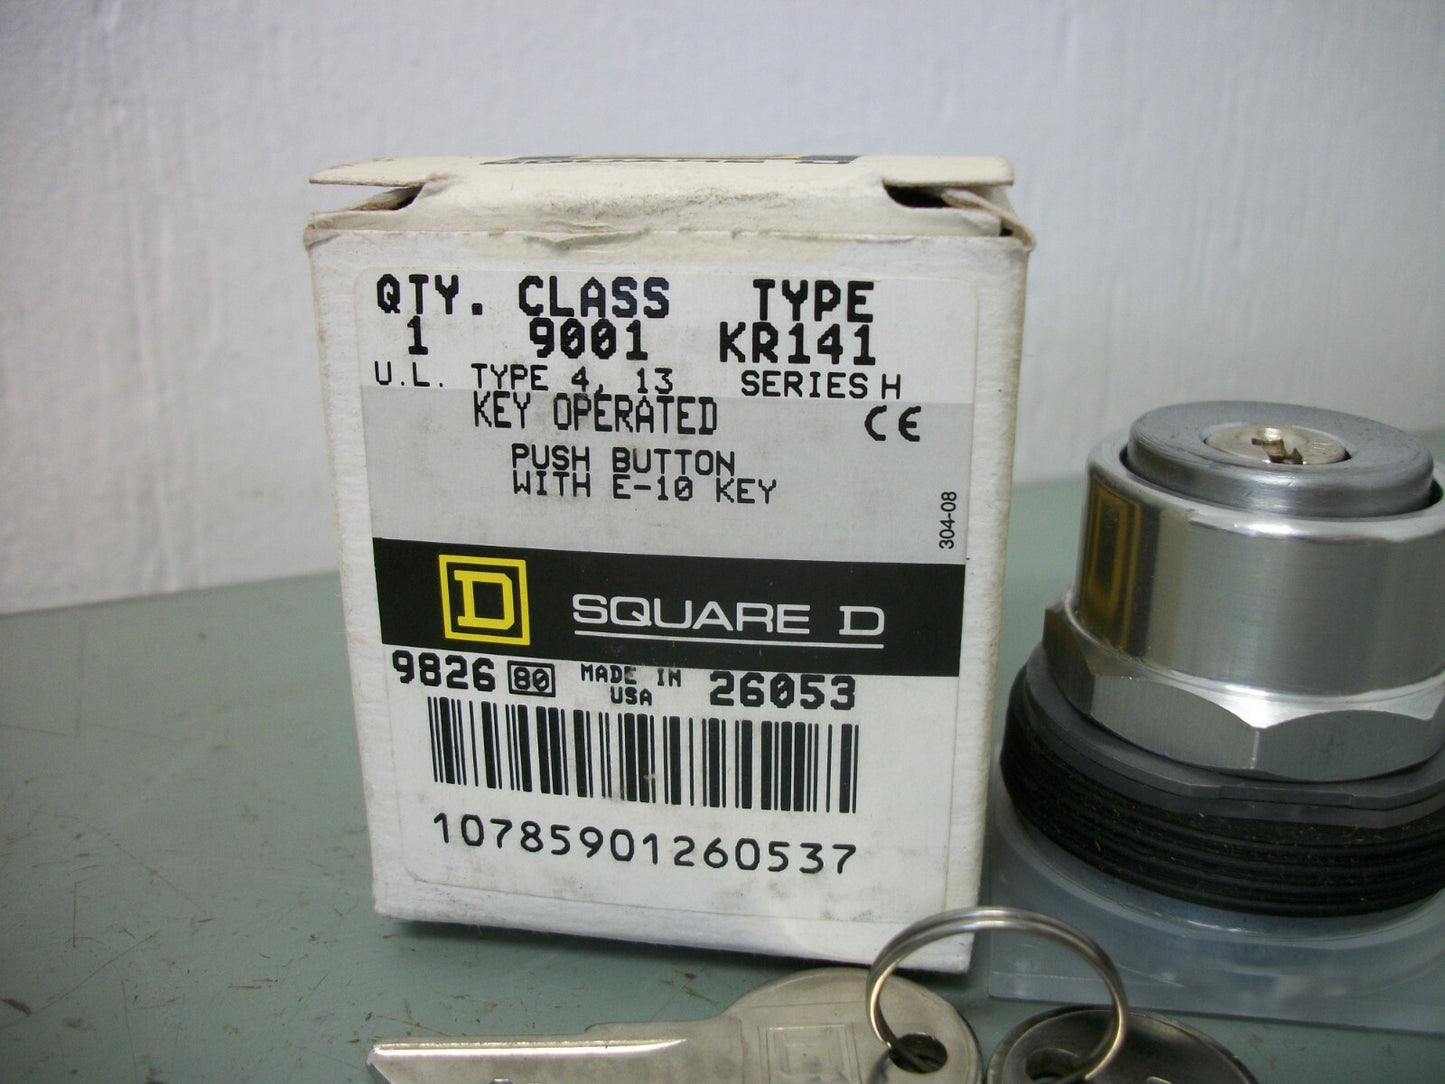 QTY. CLASS TYPE
1 9001 KR141
U.L. TYPE 4, 13 SERIES H
KEY OPERATED CE
PUSH BUTTON
WITH E-10 KEY
304-08
D SQUARE D
9826 80 MADE IN USA 26053
10785901260537